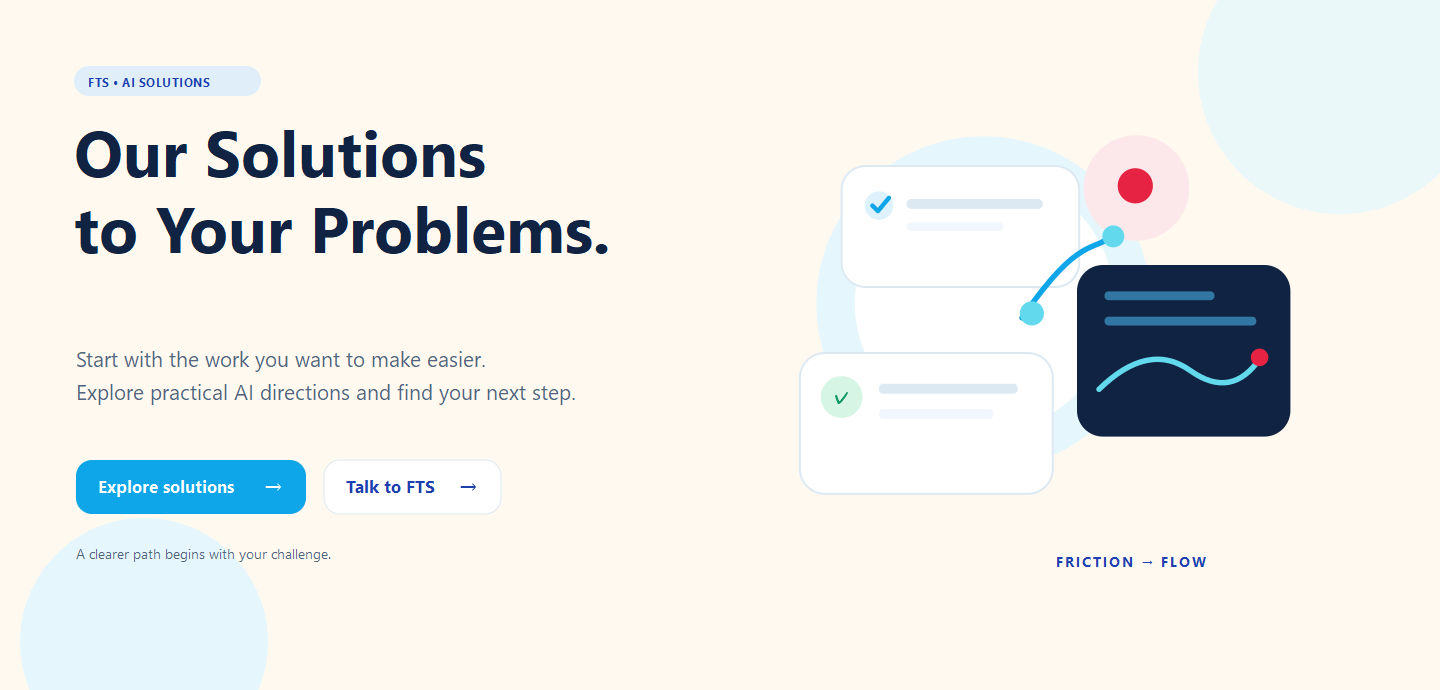 FTS • AI SOLUTIONS
Our Solutions
to Your Problems.
Start with the work you want to make easier.
Explore practical AI directions and find your next step.
Explore solutions →
Talk to FTS →
A clearer path begins with your challenge.
FRICTION → FLOW